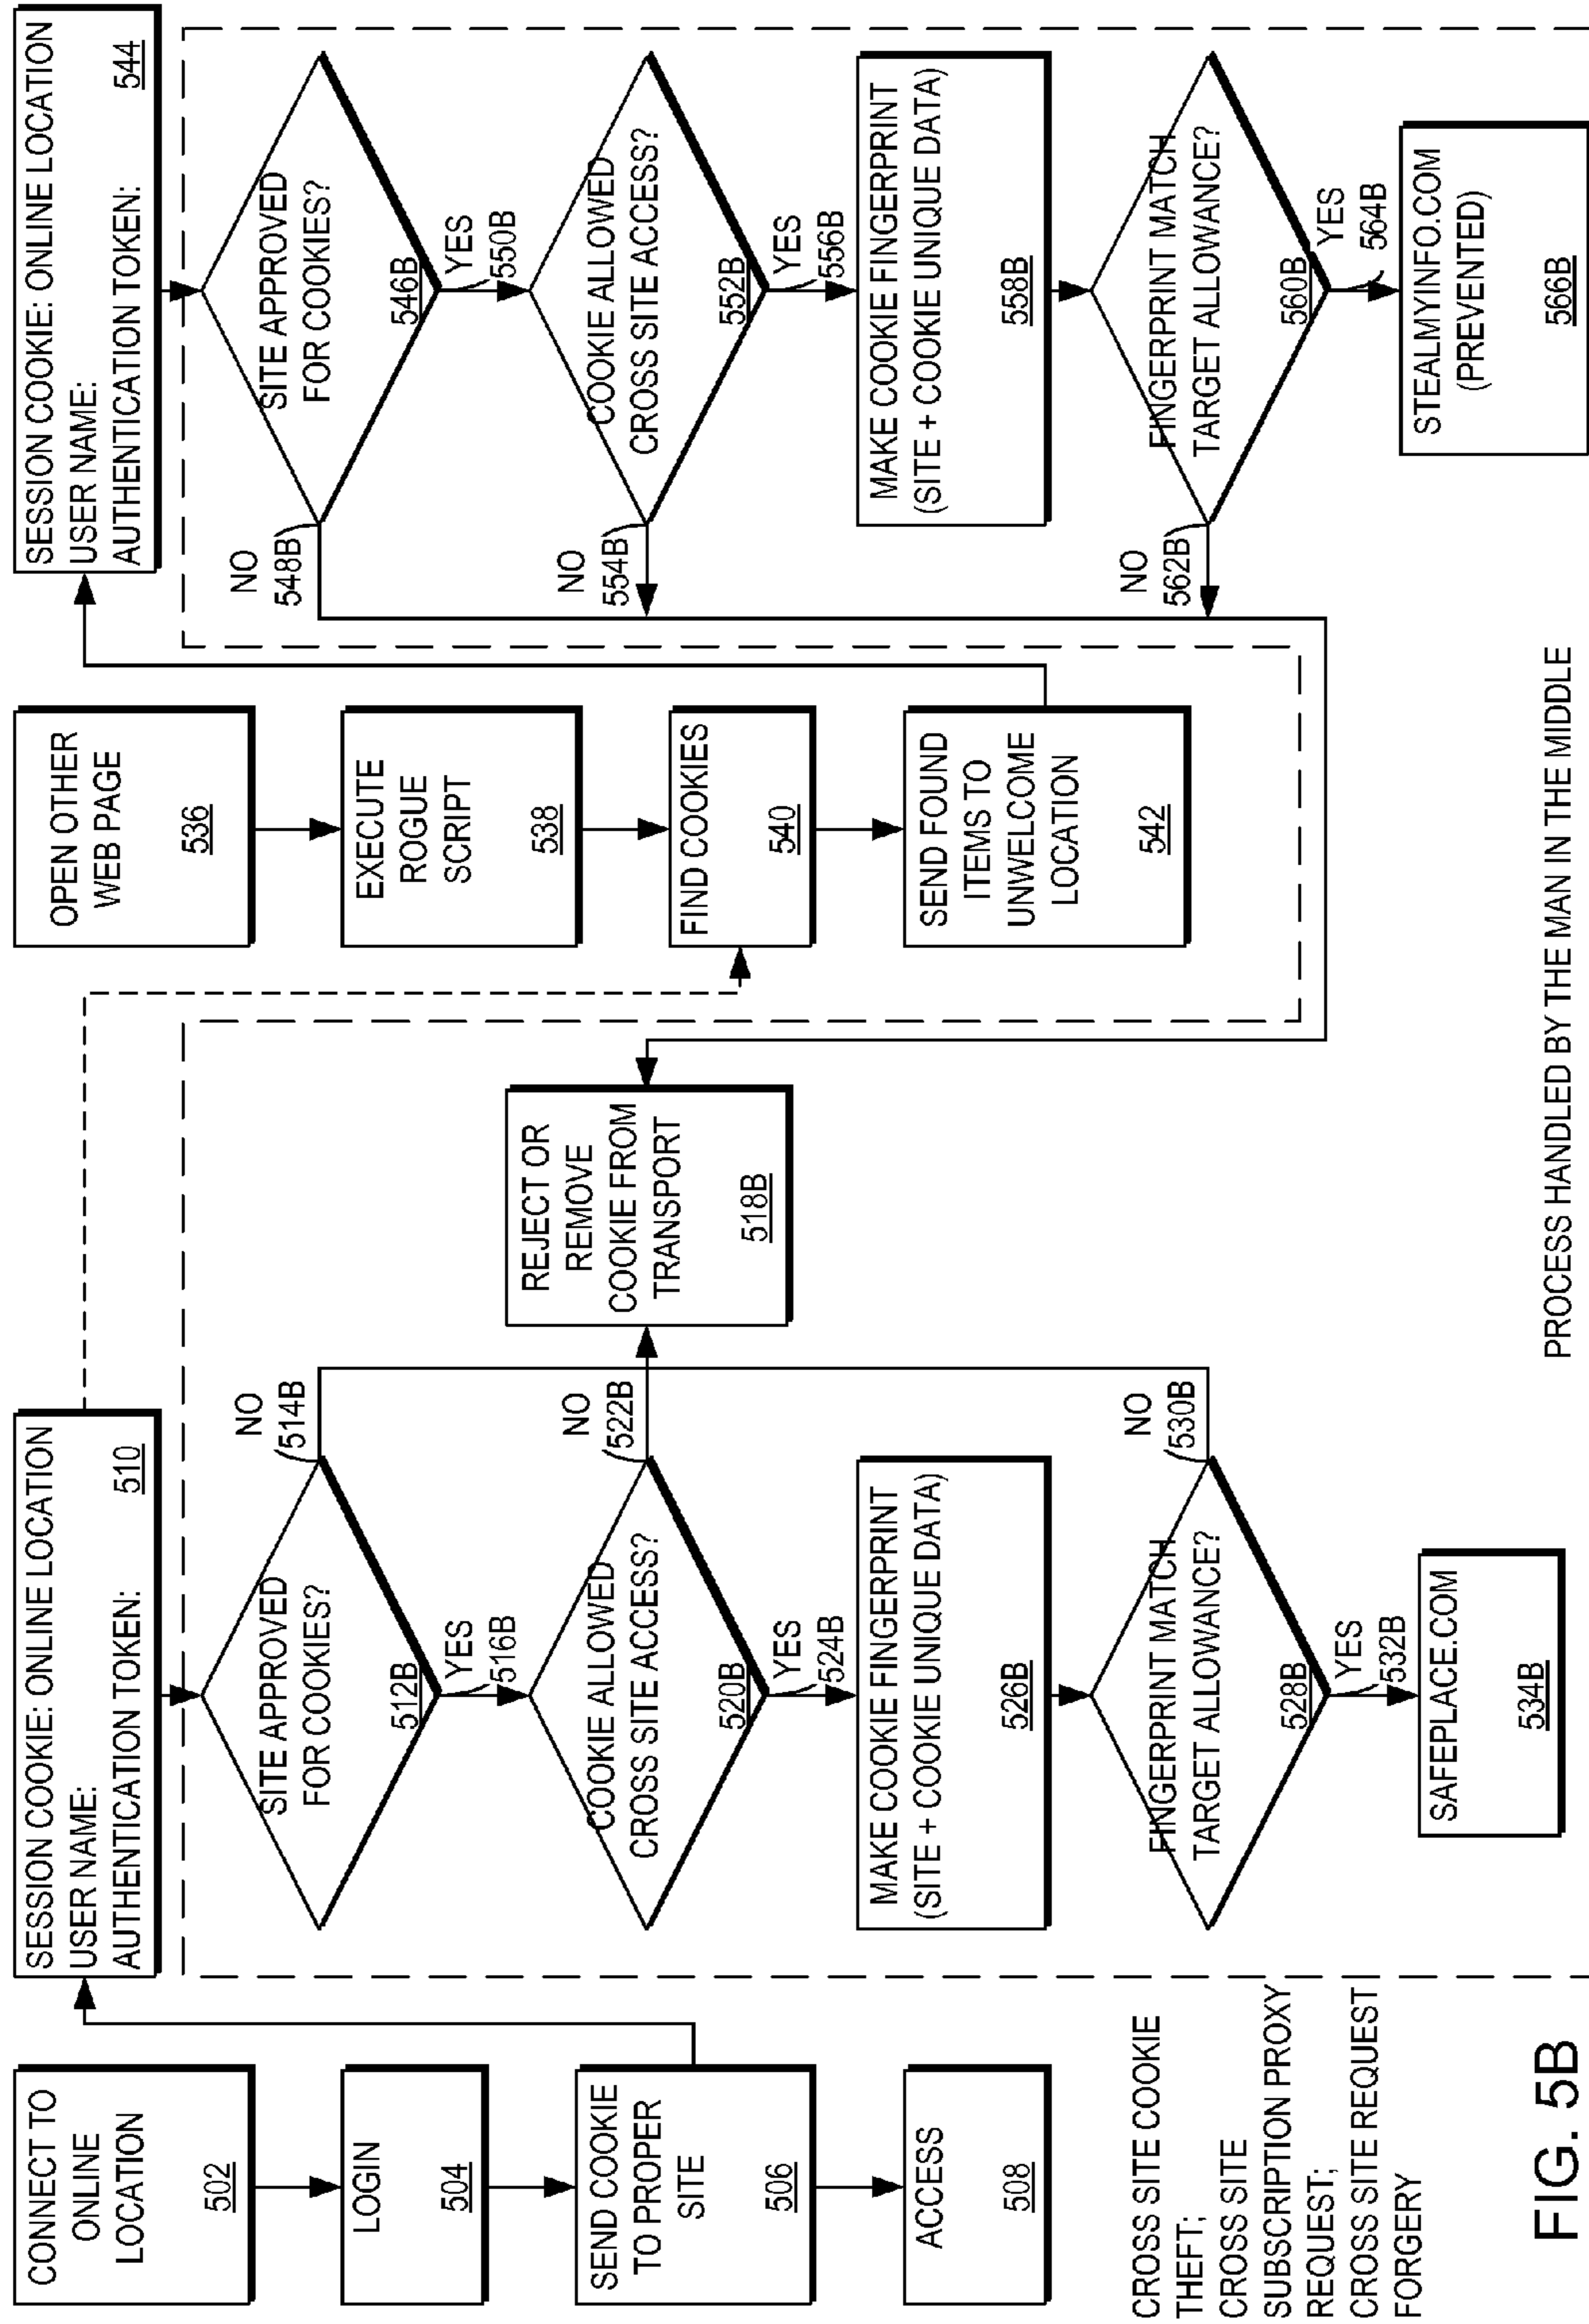 CONNECT TO
ONLINE
LOCATION
502
LOGIN
504
SEND COOKIE
TO PROPER
SITE
506
ACCESS
508
CROSS SITE COOKIE
THEFT;
CROSS SITE
SUBSCRIPTION PROXY
REQUEST;
CROSS SITE REQUEST
FORGERY
FIG. 5B
SESSION COOKIE: ONLINE LOCATION
USER NAME:
AUTHENTICATION TOKEN:
510
SITE APPROVED
FOR COOKIES?
512B
NO
514B
YES
516B
COOKIE ALLOWED
CROSS SITE ACCESS?
520B
NO
522B
YES
524B
MAKE COOKIE FINGERPRINT
(SITE + COOKIE UNIQUE DATA)
526B
FINGERPRINT MATCH
TARGET ALLOWANCE?
528B
NO
530B
YES
532B
SAFEPLACE.COM
534B
REJECT OR
REMOVE
COOKIE FROM
TRANSPORT
518B
OPEN OTHER
WEB PAGE
536
EXECUTE
ROGUE
SCRIPT
538
FIND COOKIES
540
SEND FOUND
ITEMS TO
UNWELCOME
LOCATION
542
PROCESS HANDLED BY THE MAN IN THE MIDDLE
SESSION COOKIE: ONLINE LOCATION
USER NAME:
AUTHENTICATION TOKEN:
544
SITE APPROVED
FOR COOKIES?
546B
NO
548B
YES
550B
COOKIE ALLOWED
CROSS SITE ACCESS?
552B
NO
554B
YES
556B
MAKE COOKIE FINGERPRINT
(SITE + COOKIE UNIQUE DATA)
558B
FINGERPRINT MATCH
TARGET ALLOWANCE?
560B
NO
562B
YES
564B
STEALMYINFO.COM
(PREVENTED)
566B